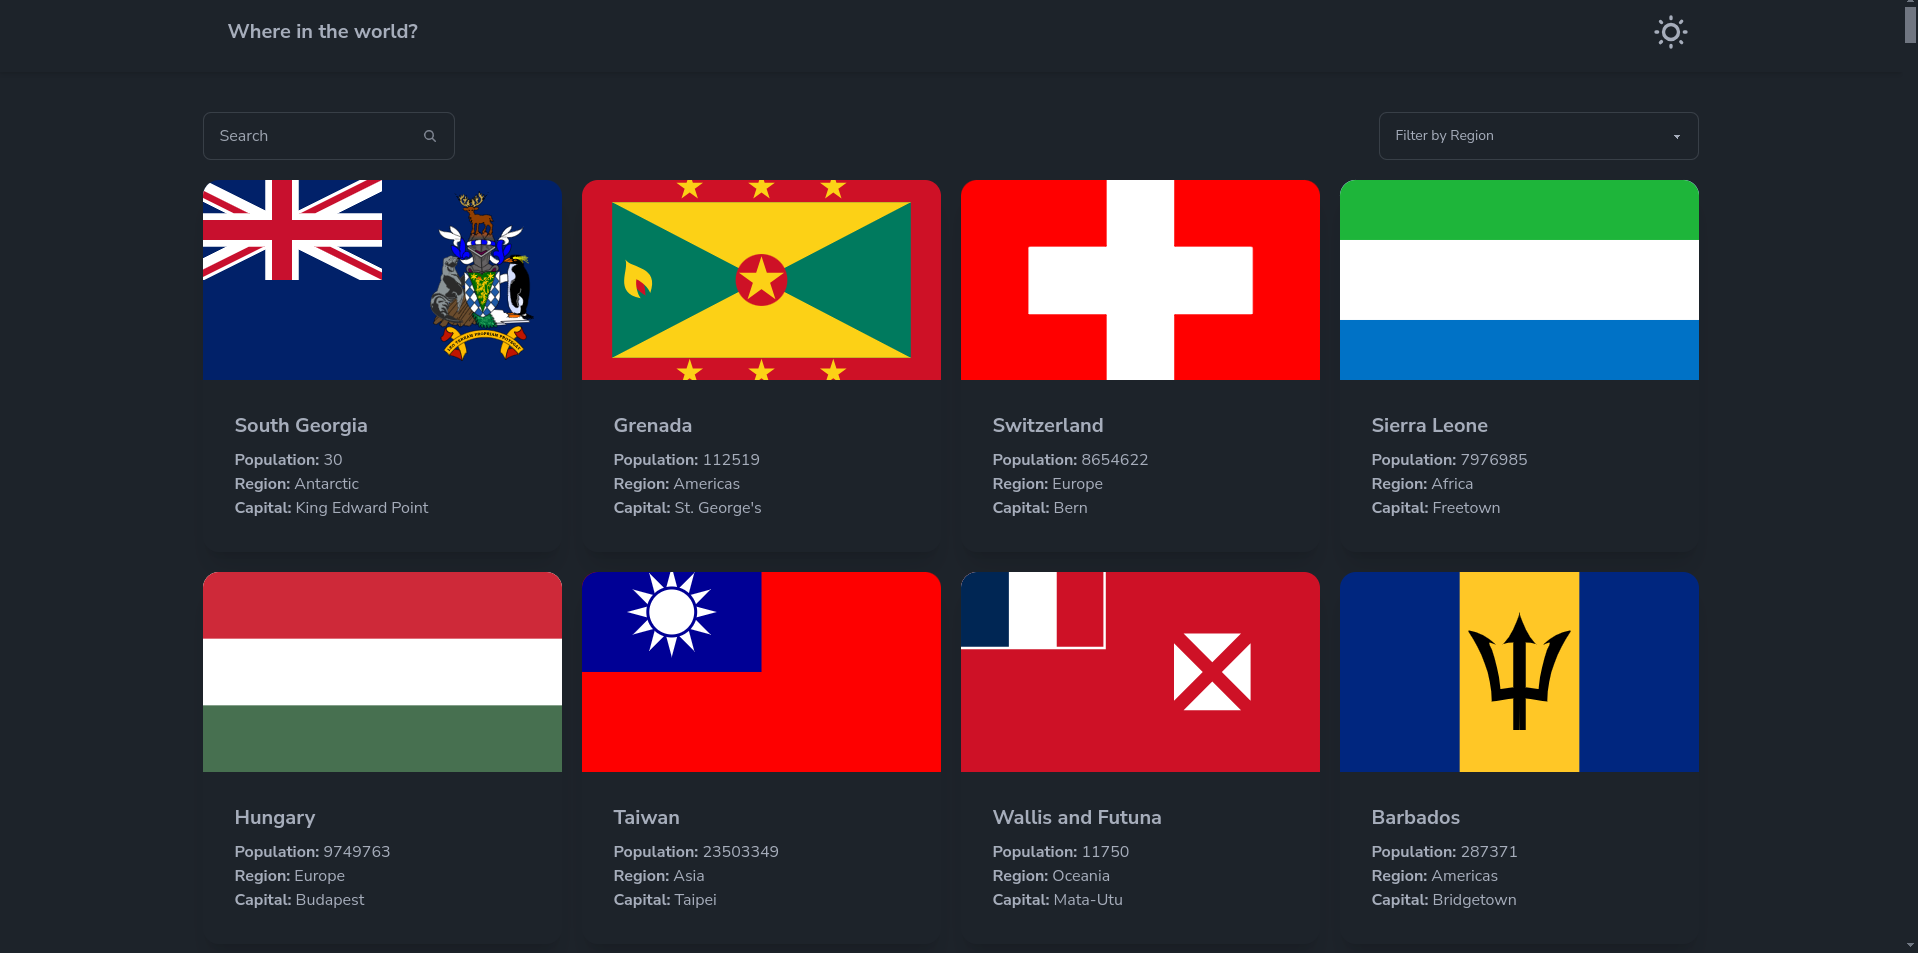 Where in the world?
Search
Filter by Region
South Georgia
Population: 30
Region: Antarctic
Capital: King Edward Point
Grenada
Population: 112519
Region: Americas
Capital: St. George's
Switzerland
Population: 8654622
Region: Europe
Capital: Bern
Sierra Leone
Population: 7976985
Region: Africa
Capital: Freetown
Hungary
Population: 9749763
Region: Europe
Capital: Budapest
Taiwan
Population: 23503349
Region: Asia
Capital: Taipei
Wallis and Futuna
Population: 11750
Region: Oceania
Capital: Mata-Utu
Barbados
Population: 287371
Region: Americas
Capital: Bridgetown